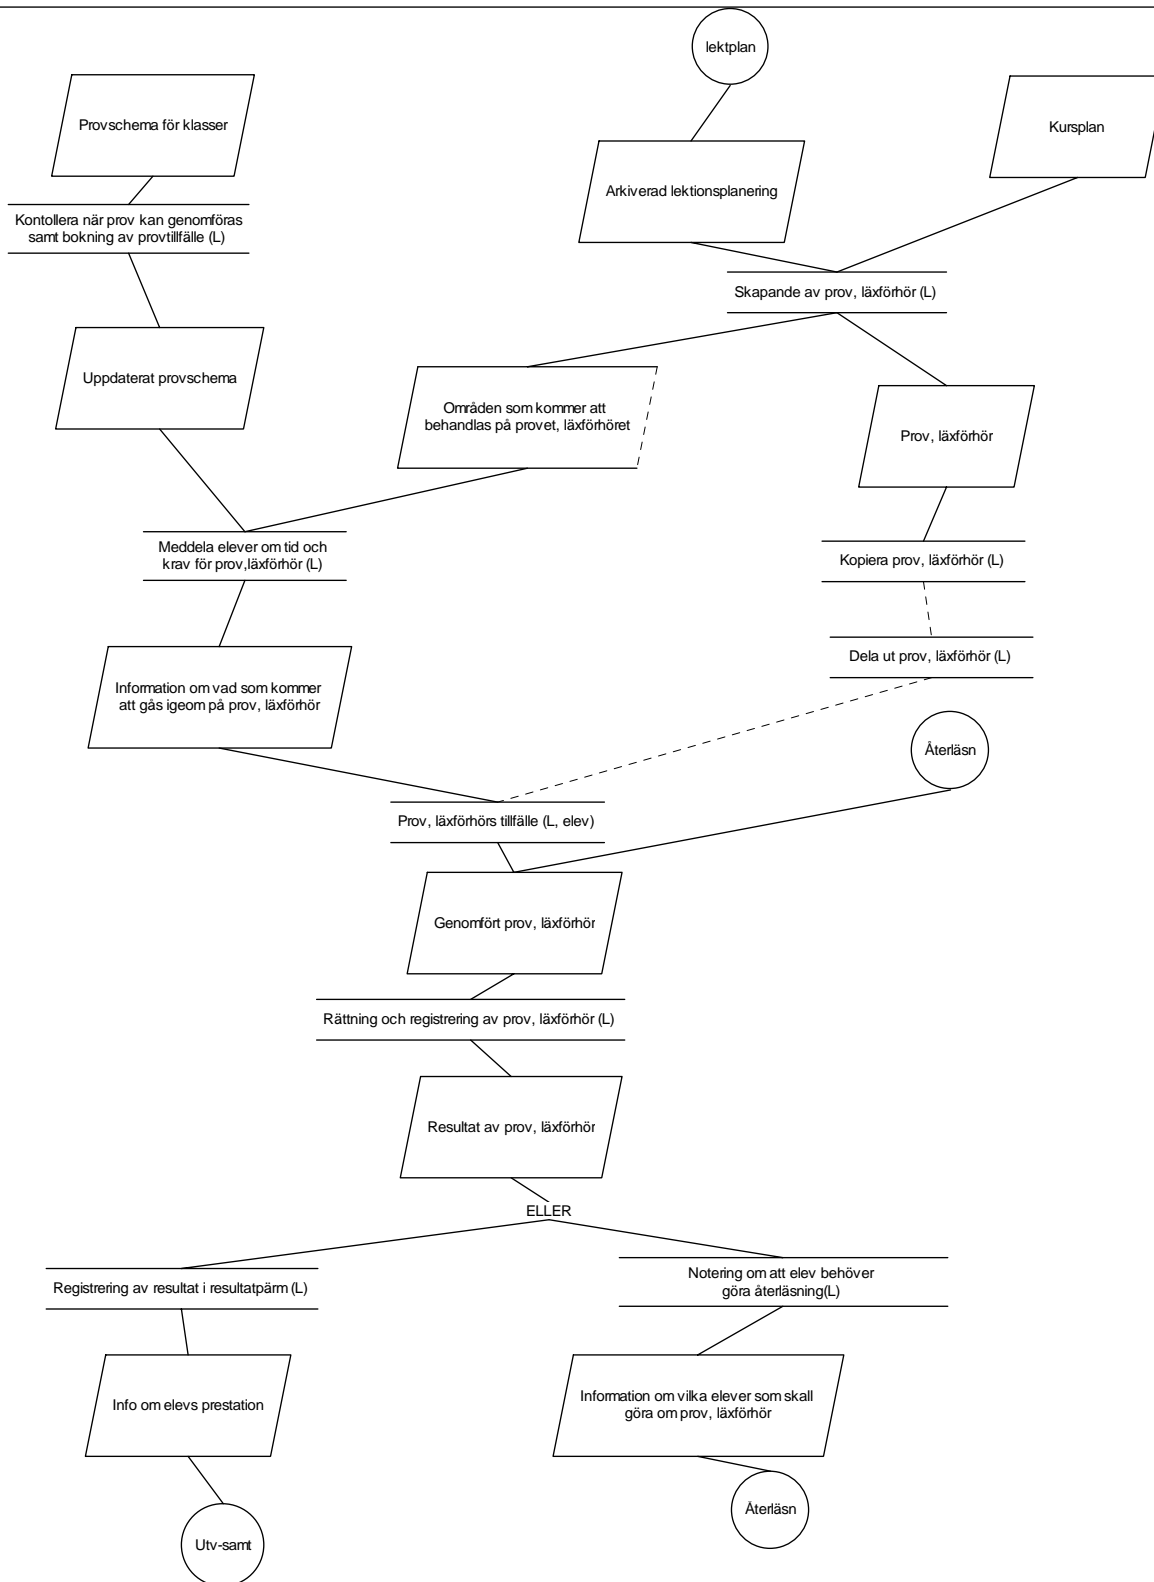 lektplan
Provschema för klasser
Kursplan
Arkiverad lektionsplanering
Kontollera när prov kan genomföras
samt bokning av provtillfälle (L)
Skapande av prov, läxförhör (L)
Uppdaterat provschema
Områden som kommer att
behandlas på provet, läxförhöret
Prov, läxförhör
Meddela elever om tid och
krav för prov,läxförhör (L)
Kopiera prov, läxförhör (L)
Dela ut prov, läxförhör (L)
Information om vad som kommer
att gås igeom på prov, läxförhör
Återläsn
Prov, läxförhörs tillfälle (L, elev)
Genomfört prov, läxförhör
Rättning och registrering av prov, läxförhör (L)
Resultat av prov, läxförhör
ELLER
Registrering av resultat i resultatpärm (L)
Notering om att elev behöver
göra återläsning(L)
Info om elevs prestation
Information om vilka elever som skall
göra om prov, läxförhör
Återläsn
Utv-samt